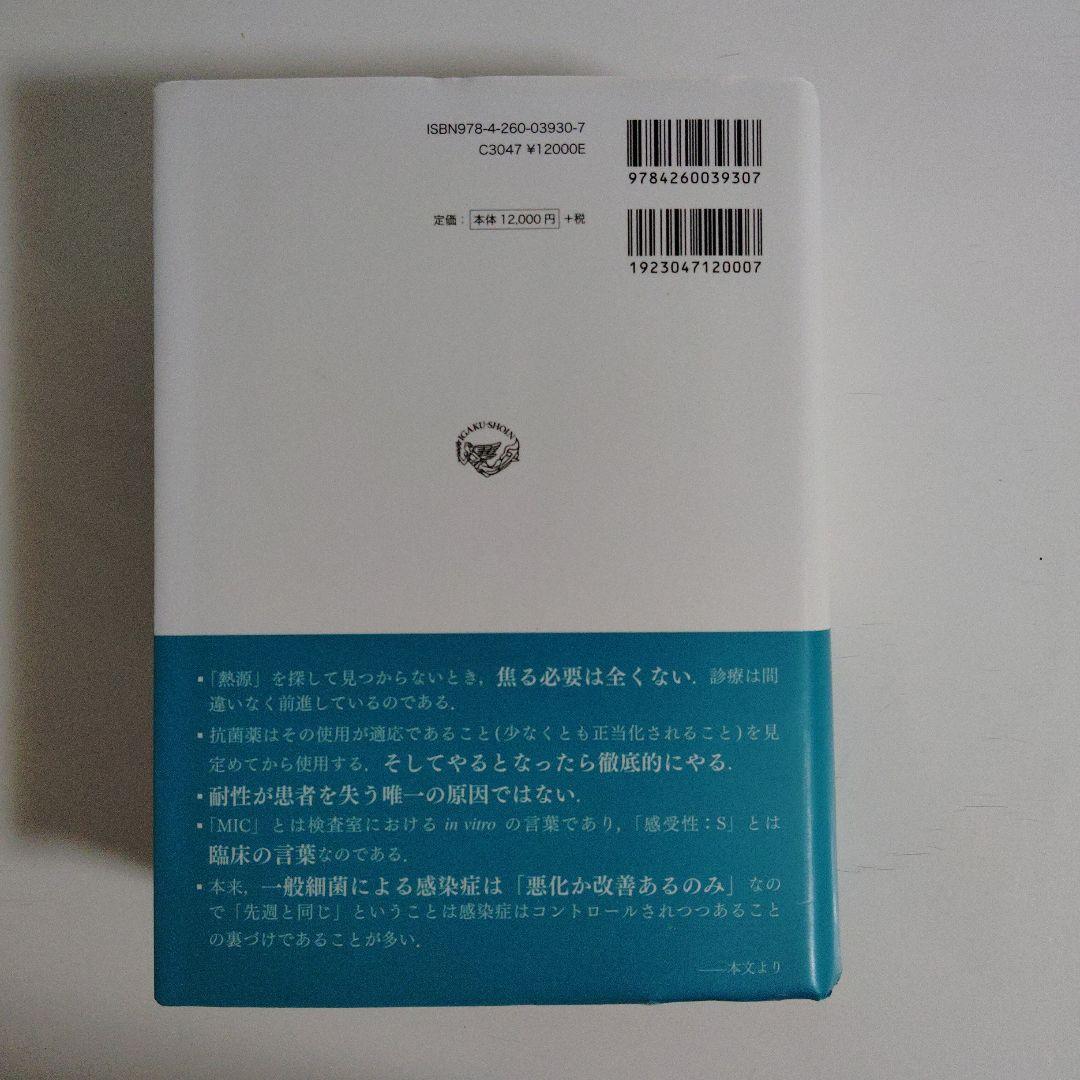 ISBN978-4-260-03930-7
C3047 ¥12000E
9784260039307
定価：本体 12,000 円 +税
1923047120007
IGAKU-SHOIN
▪「熱源」を探して見つからないとき，焦る必要は全くない．診療は間
違いなく前進しているのである．
▪抗菌薬はその使用が適応であること(少なくとも正当化されること)を見
定めてから使用する．そしてやるとなったら徹底的にやる．
▪耐性が患者を失う唯一の原因ではない．
▪「MIC」とは検査室における in vitro の言葉であり，「感受性：S」とは
臨床の言葉なのである．
▪本来，一般細菌による感染症は「悪化か改善あるのみ」なの
で「先週と同じ」ということは感染症はコントロールされつつあること
の裏づけであることが多い．
――本文より